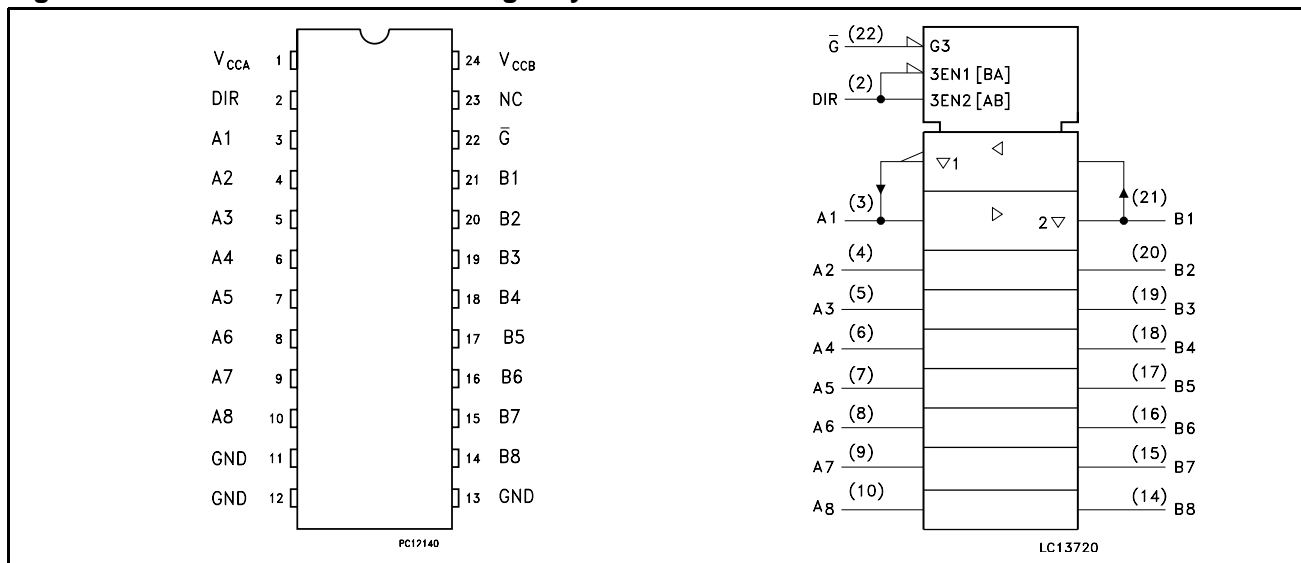 V_CCA 1 24 V_CCB
DIR 2 23 NC
A1 3 22 G̅
A2 4 21 B1
A3 5 20 B2
A4 6 19 B3
A5 7 18 B4
A6 8 17 B5
A7 9 16 B6
A8 10 15 B7
GND 11 14 B8
GND 12 13 GND
PC12140
G̅ (22) G3
3EN1 [BA]
DIR (2) 3EN2 [AB]
1
A1 (3) 2 (21) B1
A2 (4) (20) B2
A3 (5) (19) B3
A4 (6) (18) B4
A5 (7) (17) B5
A6 (8) (16) B6
A7 (9) (15) B7
A8 (10) (14) B8
LC13720